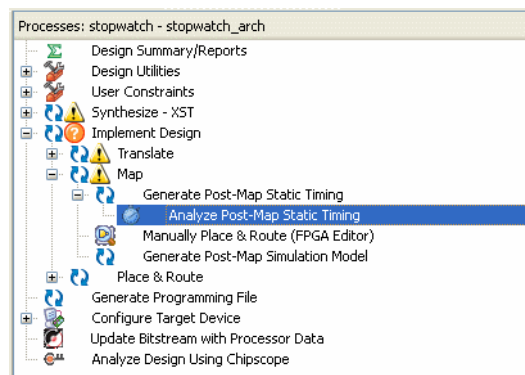 Processes: stopwatch - stopwatch_arch
Design Summary/Reports
Design Utilities
User Constraints
Synthesize - XST
Implement Design
Translate
Map
Generate Post-Map Static Timing
Analyze Post-Map Static Timing
Manually Place & Route (FPGA Editor)
Generate Post-Map Simulation Model
Place & Route
Generate Programming File
Configure Target Device
Update Bitstream with Processor Data
Analyze Design Using Chipscope